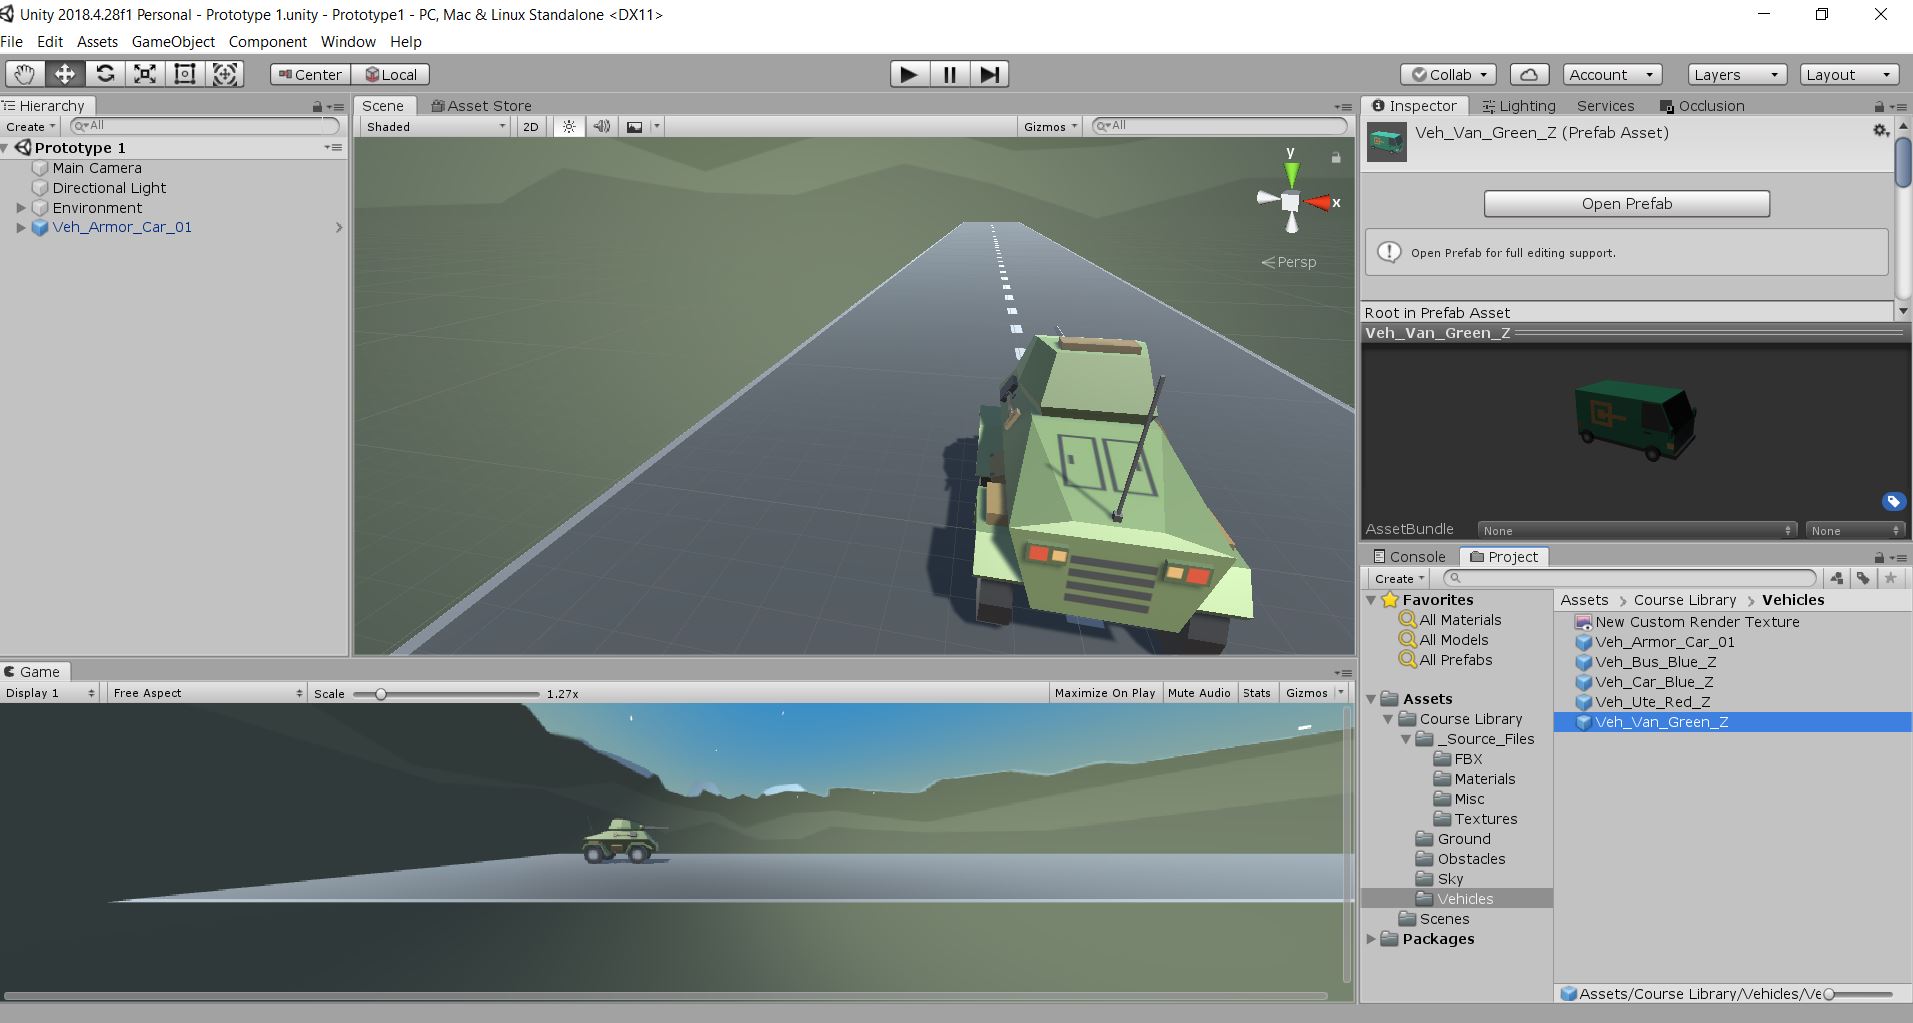 Unity 2018.4.28f1 Personal - Prototype 1.unity - Prototype1 - PC, Mac & Linux Standalone <DX11>
File Edit Assets GameObject Component Window Help
Center Local Collab Account Layers Layout
Hierarchy
Create All
Prototype 1
Main Camera
Directional Light
Environment
Veh_Armor_Car_01
Scene Asset Store
Shaded 2D Gizmos All
y
x
Persp
Game
Display 1 Free Aspect Scale 1.27x Maximize On Play Mute Audio Stats Gizmos
Inspector Lighting Services Occlusion
Veh_Van_Green_Z (Prefab Asset)
Open Prefab
Open Prefab for full editing support.
Root in Prefab Asset
Veh_Van_Green_Z
AssetBundle None None
Console Project
Create
Favorites
All Materials
All Models
All Prefabs
Assets
Course Library
_Source_Files
FBX
Materials
Misc
Textures
Ground
Obstacles
Sky
Vehicles
Scenes
Packages
Assets Course Library Vehicles
New Custom Render Texture
Veh_Armor_Car_01
Veh_Bus_Blue_Z
Veh_Car_Blue_Z
Veh_Ute_Red_Z
Veh_Van_Green_Z
Assets/Course Library/Vehicles/Ve